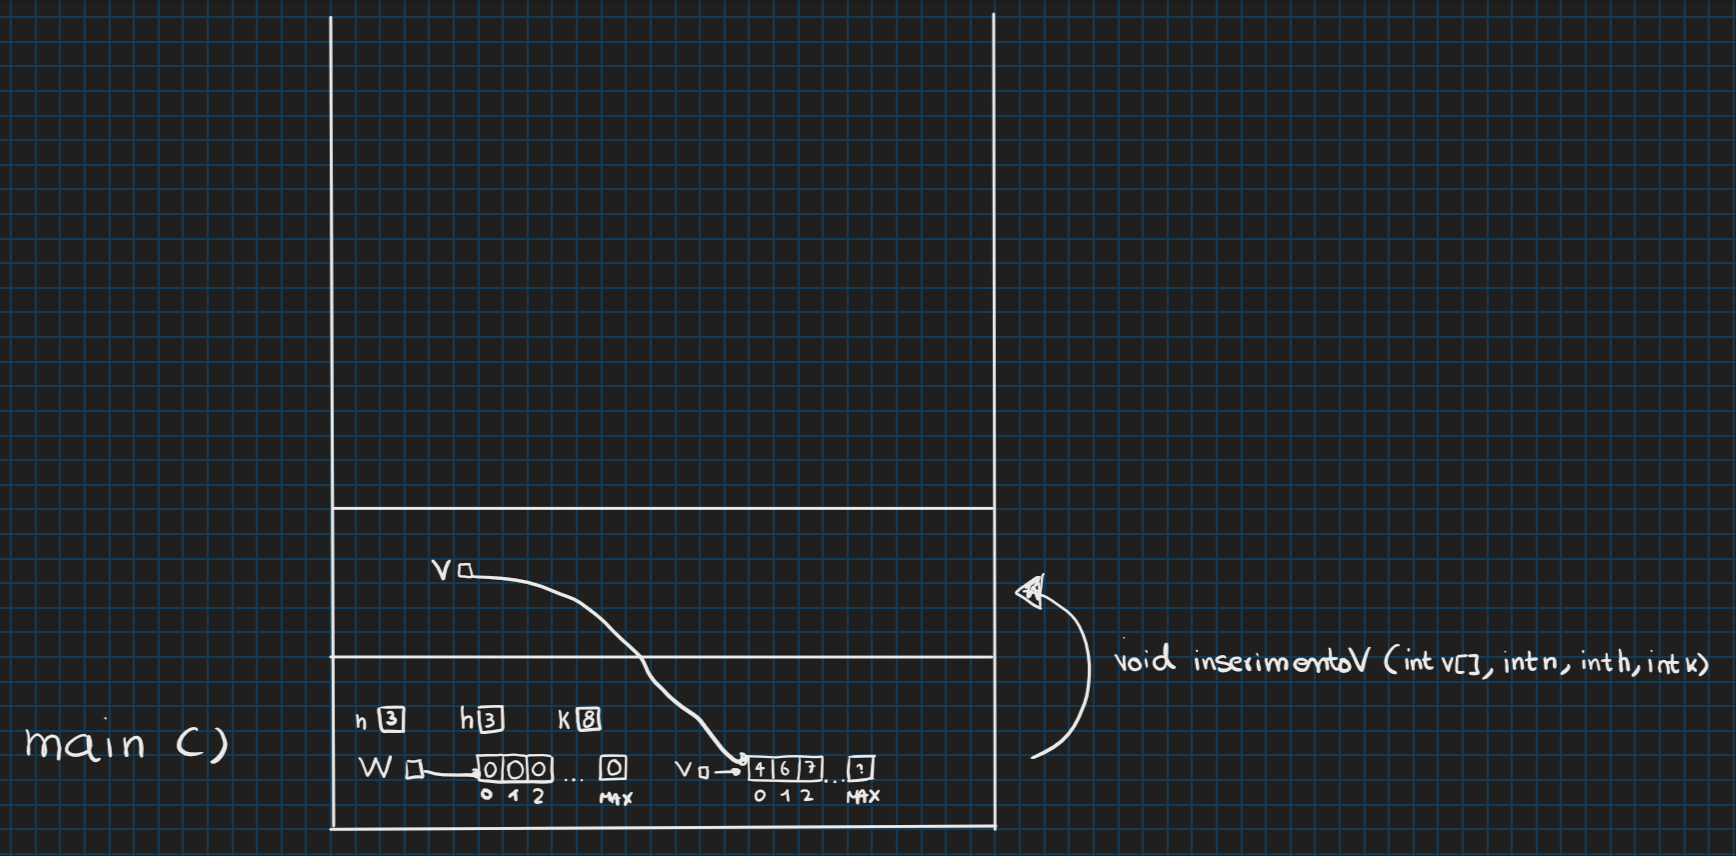 V
void inserimentoV (int v[], int n, int h, int k)
n 3 h 3 k 8
main ()
W 0 0 0 ... 0 V 4 6 7 ... ?
0 1 2 MAX 0 1 2 MAX